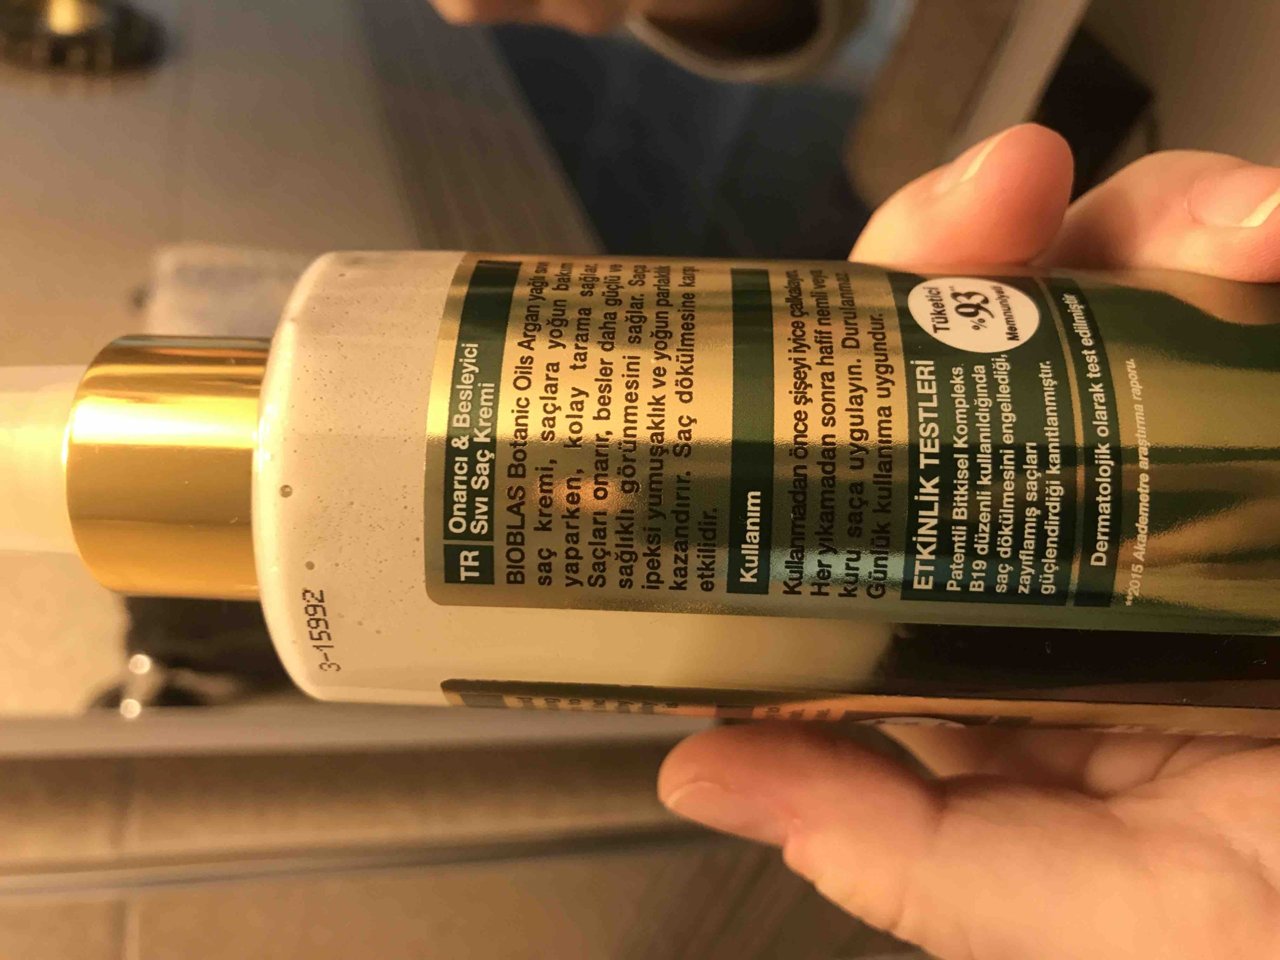 3-15992
TR Onarıcı & Besleyici
Sıvı Saç Kremi
BIOBLAS Botanic Oils Argan yağlı sıvı
saç kremi, saçlara yoğun bakım
yaparken, kolay tarama sağlar.
Saçları onarır, besler daha güçlü ve
sağlıklı görünmesini sağlar. Saça
ipeksi yumuşaklık ve yoğun parlaklık
kazandırır. Saç dökülmesine karşı
etkilidir.
Kullanım
Kullanmadan önce şişeyi iyice çalkalayın.
Her yıkamadan sonra hafif nemli veya
kuru saça uygulayın. Durulanmaz.
Günlük kullanıma uygundur.
ETKİNLİK TESTLERİ
Patentli Bitkisel Kompleks
B19 düzenli kullanıldığında
saç dökülmesini engellediği,
zayıflamış saçları
güçlendirdiği kanıtlanmıştır.
Tüketici
%93**
Memnuniyeti
Dermatolojik olarak test edilmiştir
**2015 Akademetre araştırma raporu.